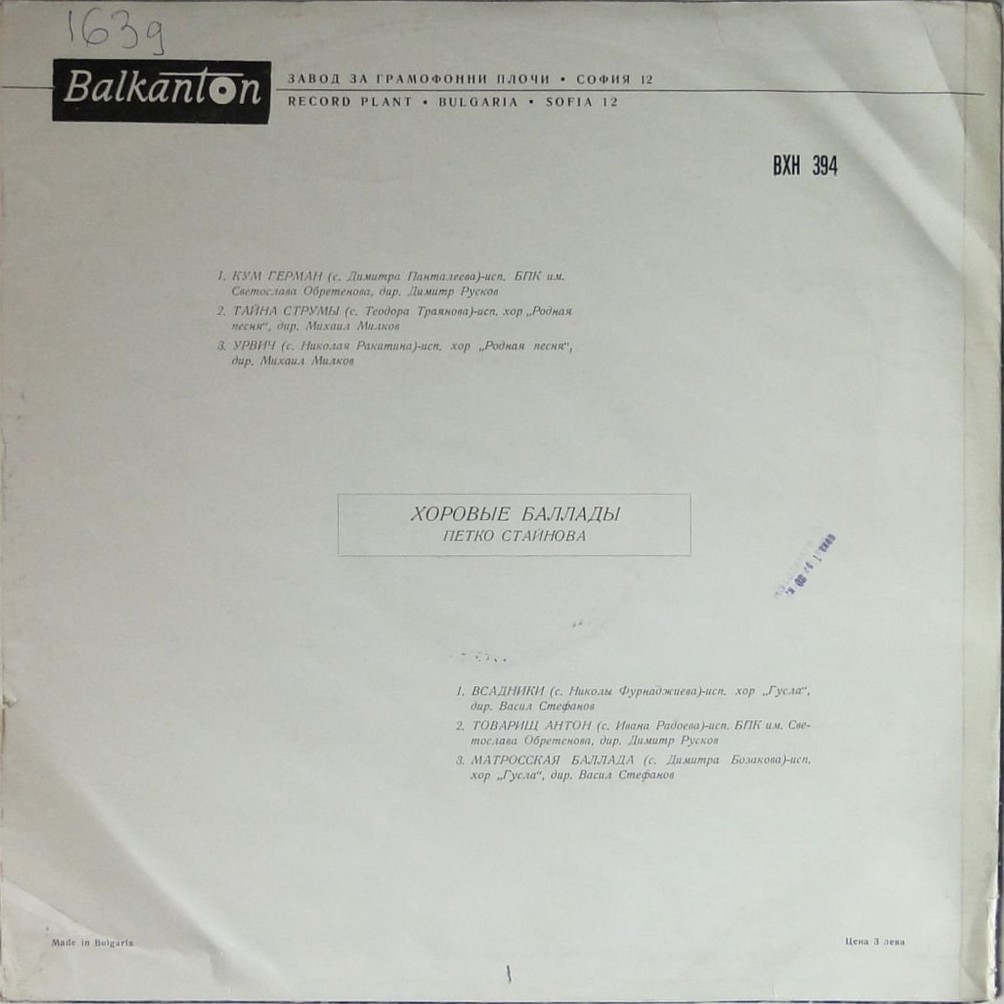 1639
Balkanton
ЗАВОД ЗА ГРАМОФОННИ ПЛОЧИ • СОФИЯ 12
RECORD PLANT • BULGARIA • SOFIA 12
ВХН 394
1. КУМ ГЕРМАН (с. Димитра Панталеева)-исп. БПК им.
Светослава Обретенова, дир. Димитр Русков
2. ТАЙНА СТРУМЫ (с. Теодора Траянова)-исп. хор „Родная
песня“, дир. Михаил Милков
3. УРВИЧ (с. Николая Ракитина)-исп. хор „Родная песня“,
дир. Михаил Милков
ХОРОВЫЕ БАЛЛАДЫ
ПЕТКО СТАЙНОВА
1. ВСАДНИКИ (с. Николы Фурнаджиева)-исп. хор „Гусла“,
дир. Васил Стефанов
2. ТОВАРИЩ АНТОН (с. Ивана Радоева)-исп. БПК им. Све-
тослава Обретенова, дир. Димитр Русков
3. МАТРОССКАЯ БАЛЛАДА (с. Димитра Бозакова)-исп.
хор „Гусла“, дир. Васил Стефанов
Made in Bulgaria
Цена 3 лева